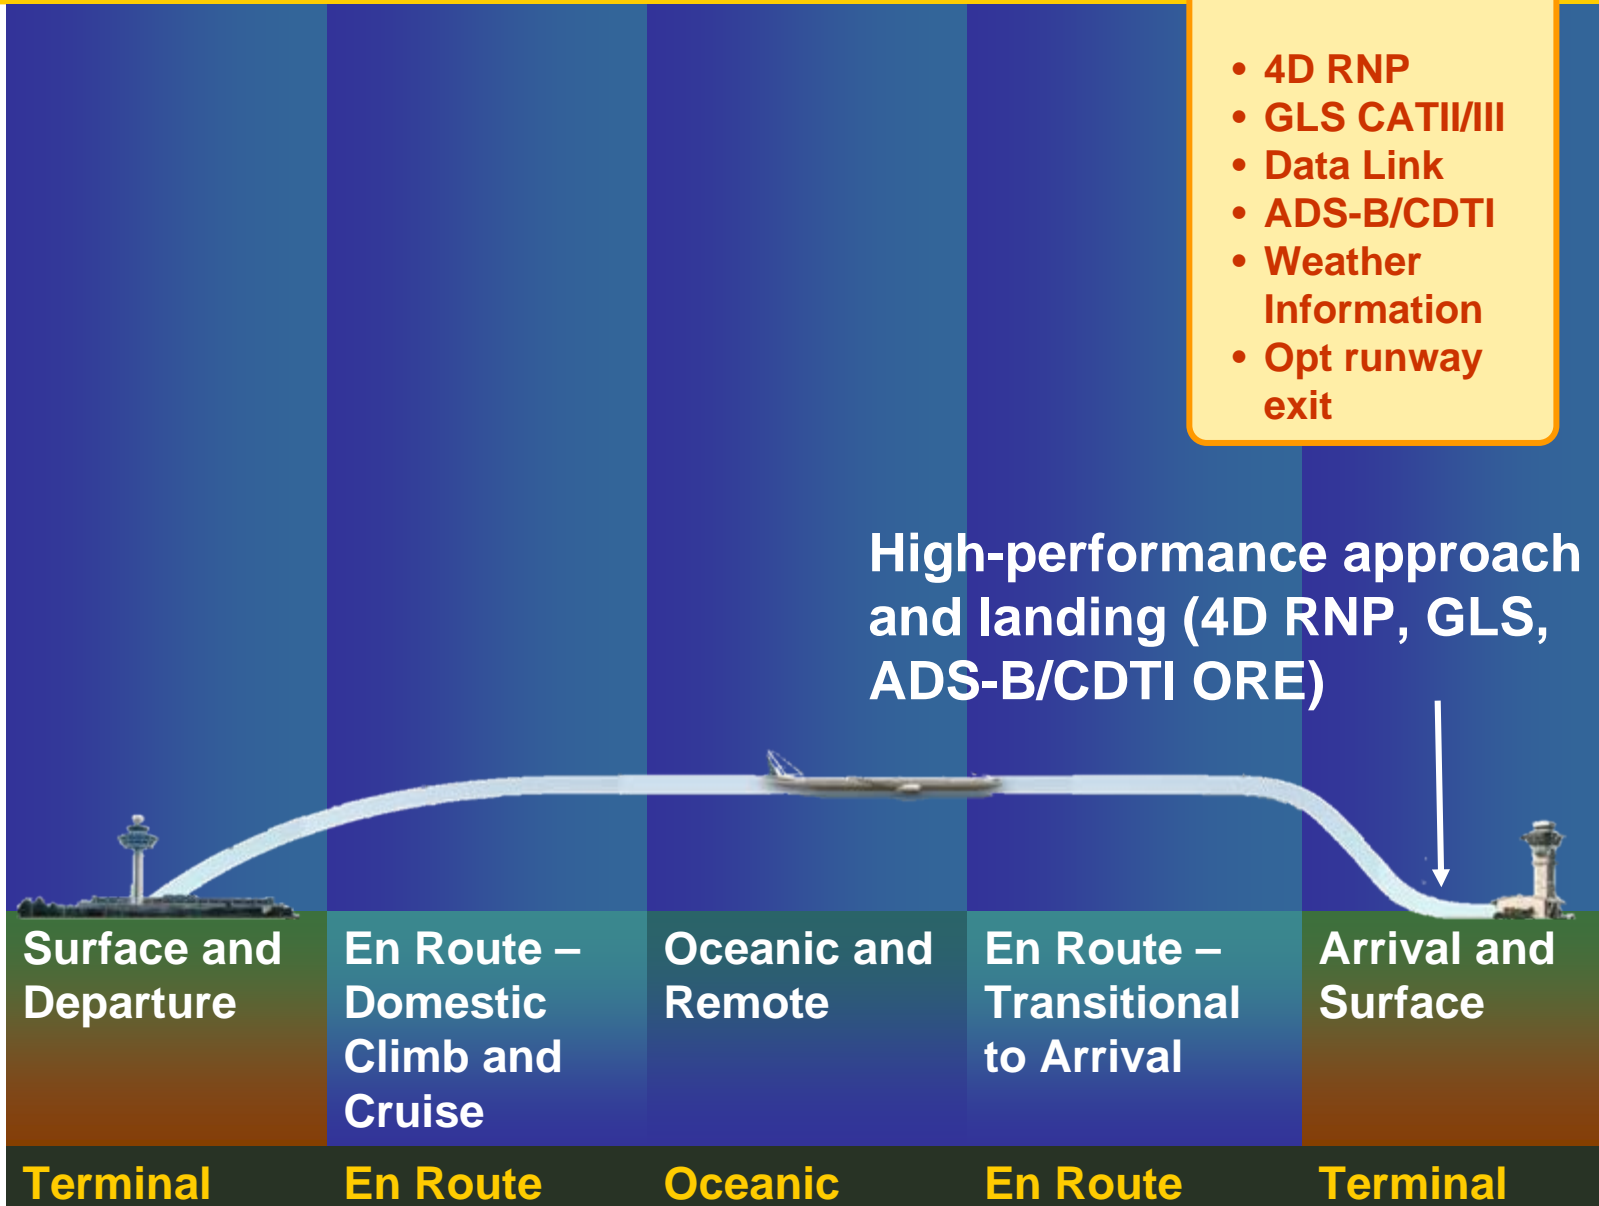 • 4D RNP
• GLS CATII/III
• Data Link
• ADS-B/CDTI
• Weather
Information
• Opt runway
exit
High-performance approach
and landing (4D RNP, GLS,
ADS-B/CDTI ORE)
Surface and
Departure
En Route –
Domestic
Climb and
Cruise
Oceanic and
Remote
En Route –
Transitional
to Arrival
Arrival and
Surface
Terminal
En Route
Oceanic
En Route
Terminal